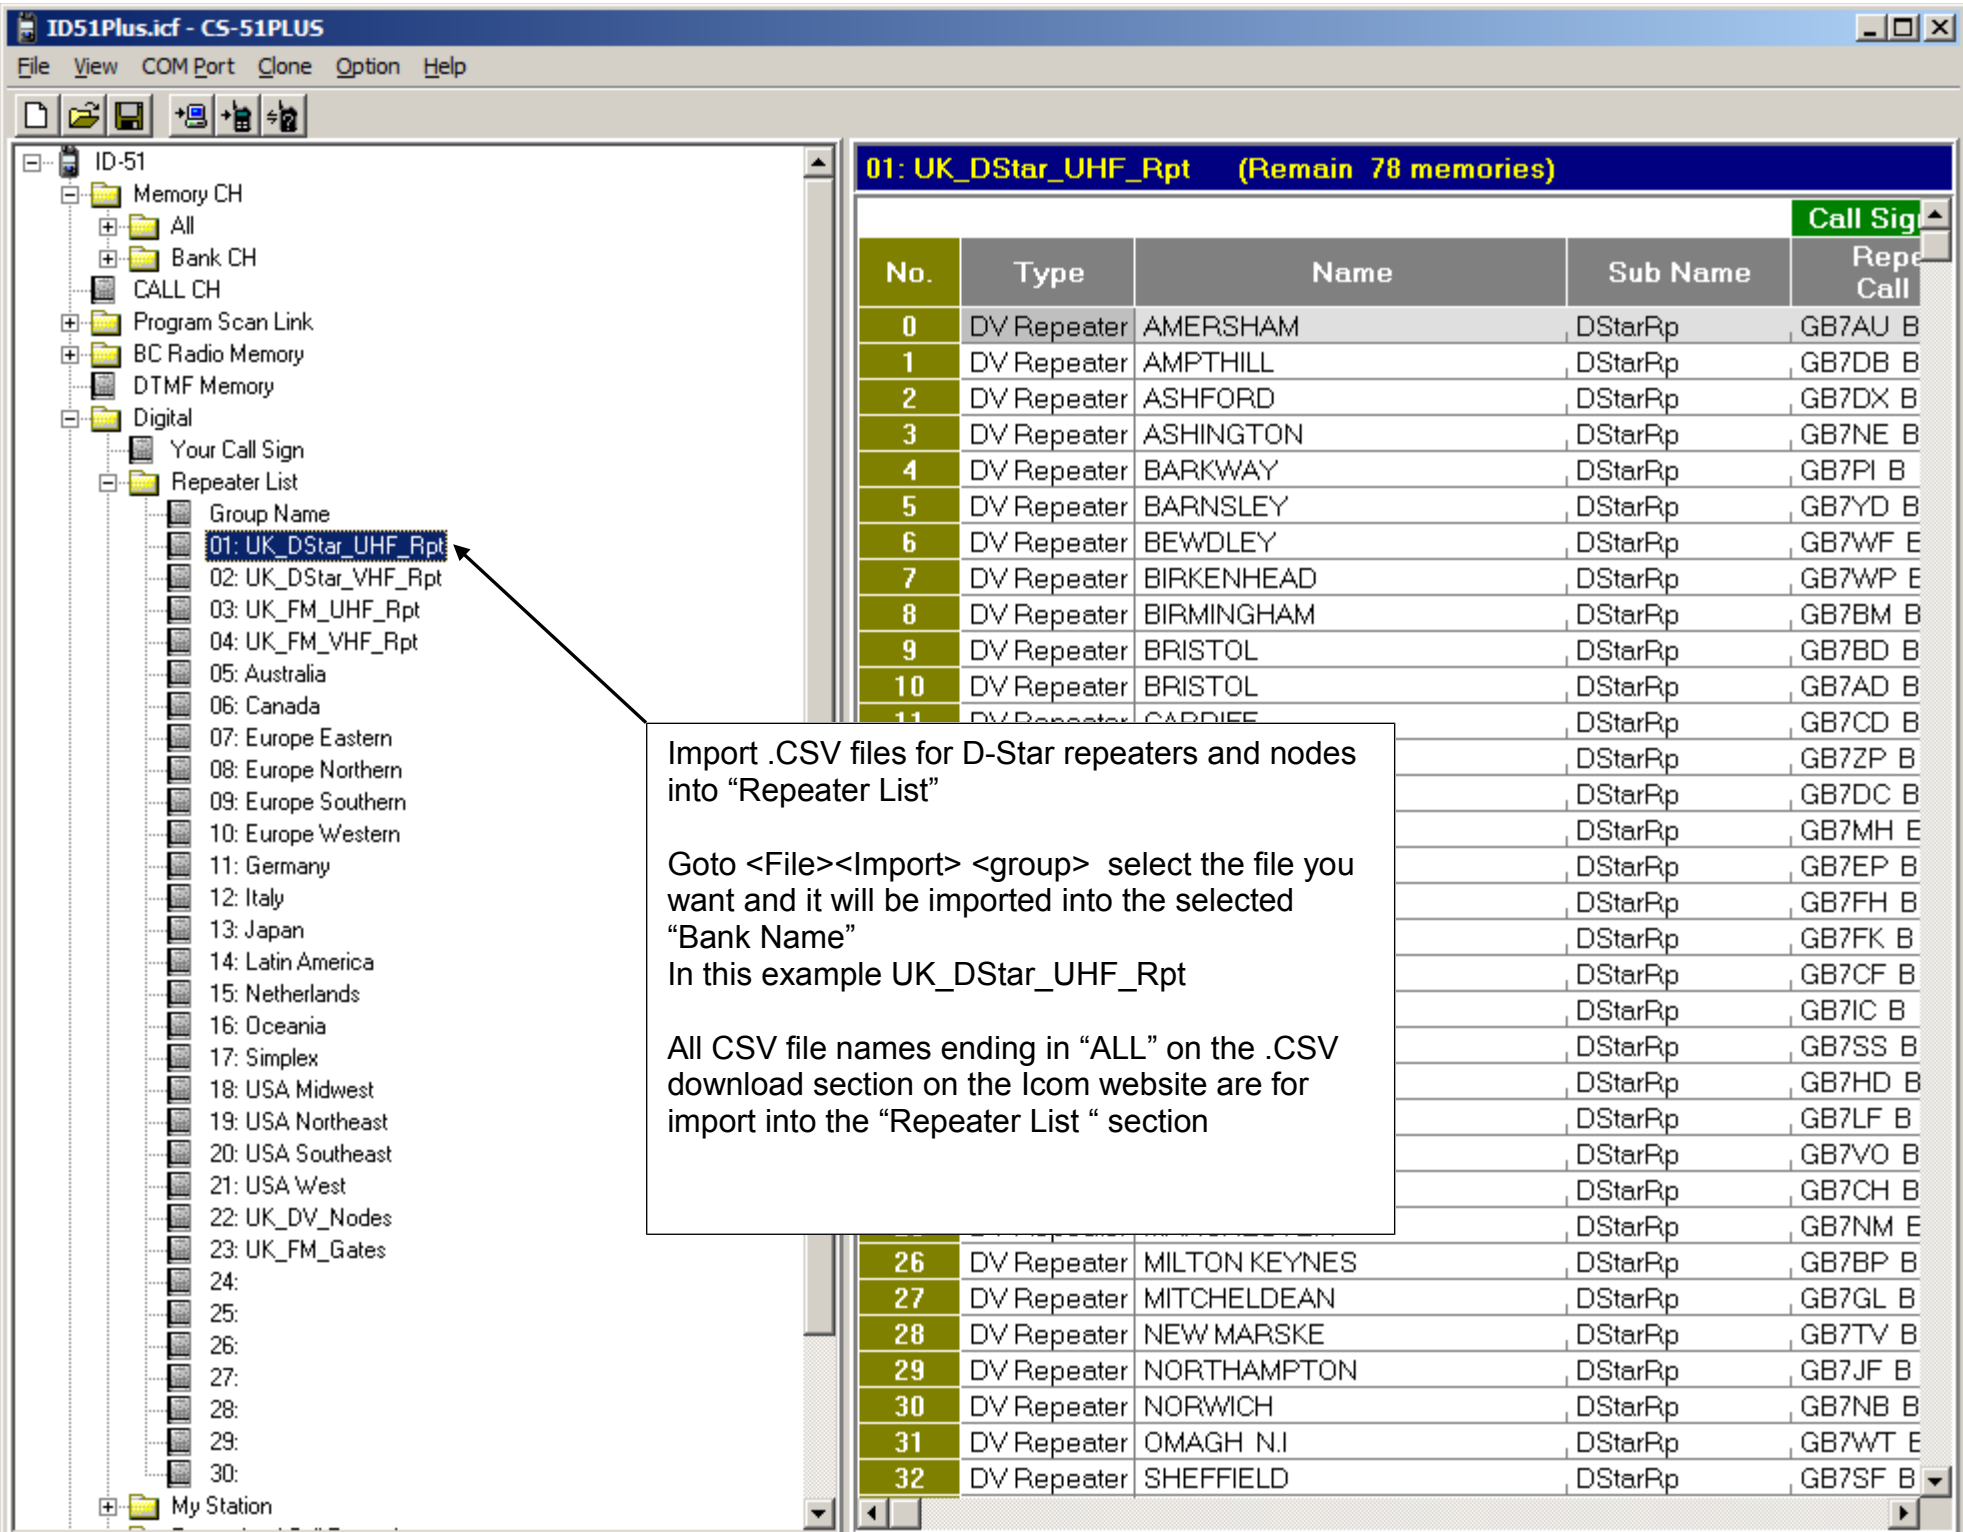 ID51Plus.icf - CS-51PLUS
File View COM Port Clone Option Help
ID-51
Memory CH
All
Bank CH
CALL CH
Program Scan Link
BC Radio Memory
DTMF Memory
Digital
Your Call Sign
Repeater List
Group Name
01: UK_DStar_UHF_Rpt
02: UK_DStar_VHF_Rpt
03: UK_FM_UHF_Rpt
04: UK_FM_VHF_Rpt
05: Australia
06: Canada
07: Europe Eastern
08: Europe Northern
09: Europe Southern
10: Europe Western
11: Germany
12: Italy
13: Japan
14: Latin America
15: Netherlands
16: Oceania
17: Simplex
18: USA Midwest
19: USA Northeast
20: USA Southeast
21: USA West
22: UK_DV_Nodes
23: UK_FM_Gates
24:
25:
26:
27:
28:
29:
30:
My Station
01: UK_DStar_UHF_Rpt (Remain 78 memories)
Call Sig
No. Type Name Sub Name Repe
Call
0 DV Repeater AMERSHAM DStarRp GB7AU B
1 DV Repeater AMPTHILL DStarRp GB7DB B
2 DV Repeater ASHFORD DStarRp GB7DX B
3 DV Repeater ASHINGTON DStarRp GB7NE B
4 DV Repeater BARKWAY DStarRp GB7PI B
5 DV Repeater BARNSLEY DStarRp GB7YD B
6 DV Repeater BEWDLEY DStarRp GB7WF
7 DV Repeater BIRKENHEAD DStarRp GB7WP
8 DV Repeater BIRMINGHAM DStarRp GB7BM B
9 DV Repeater BRISTOL DStarRp GB7BD B
10 DV Repeater BRISTOL DStarRp GB7AD B
11 DV Repeater CARDIFF DStarRp GB7CD B
DStarRp GB7ZP B
DStarRp GB7DC B
DStarRp GB7MH
DStarRp GB7EP B
DStarRp GB7FH B
DStarRp GB7FK B
DStarRp GB7CF B
DStarRp GB7IC B
DStarRp GB7SS B
DStarRp GB7HD B
DStarRp GB7LF B
DStarRp GB7VO B
DStarRp GB7CH B
DStarRp GB7NM
26 DV Repeater MILTON KEYNES DStarRp GB7BP B
27 DV Repeater MITCHELDEAN DStarRp GB7GL B
28 DV Repeater NEW MARSKE DStarRp GB7TV B
29 DV Repeater NORTHAMPTON DStarRp GB7JF B
30 DV Repeater NORWICH DStarRp GB7NB B
31 DV Repeater OMAGH N.I DStarRp GB7WT
32 DV Repeater SHEFFIELD DStarRp GB7SF B
Import .CSV files for D-Star repeaters and nodes
into “Repeater List”
Goto <File><Import> <group> select the file you
want and it will be imported into the selected
“Bank Name”
In this example UK_DStar_UHF_Rpt
All CSV file names ending in “ALL” on the .CSV
download section on the Icom website are for
import into the “Repeater List “ section